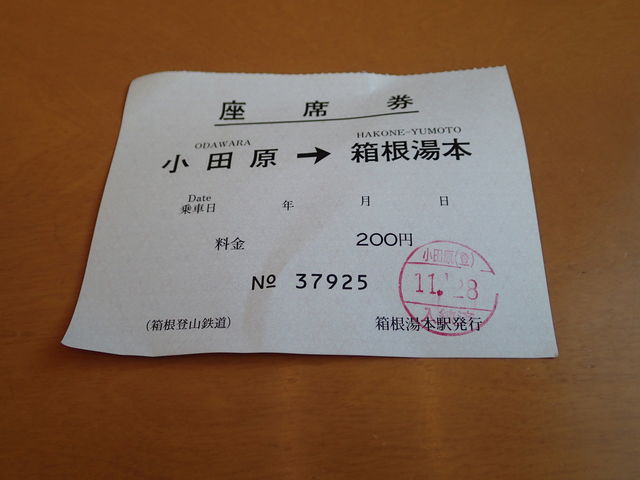 座席券
ODAWARA HAKONE-YUMOTO
小田原 → 箱根湯本
Date
乗車日 年 月 日
料金 200円
小田原(登)
№ 37925
11.
28
(箱根登山鉄道) 箱根湯本駅発行